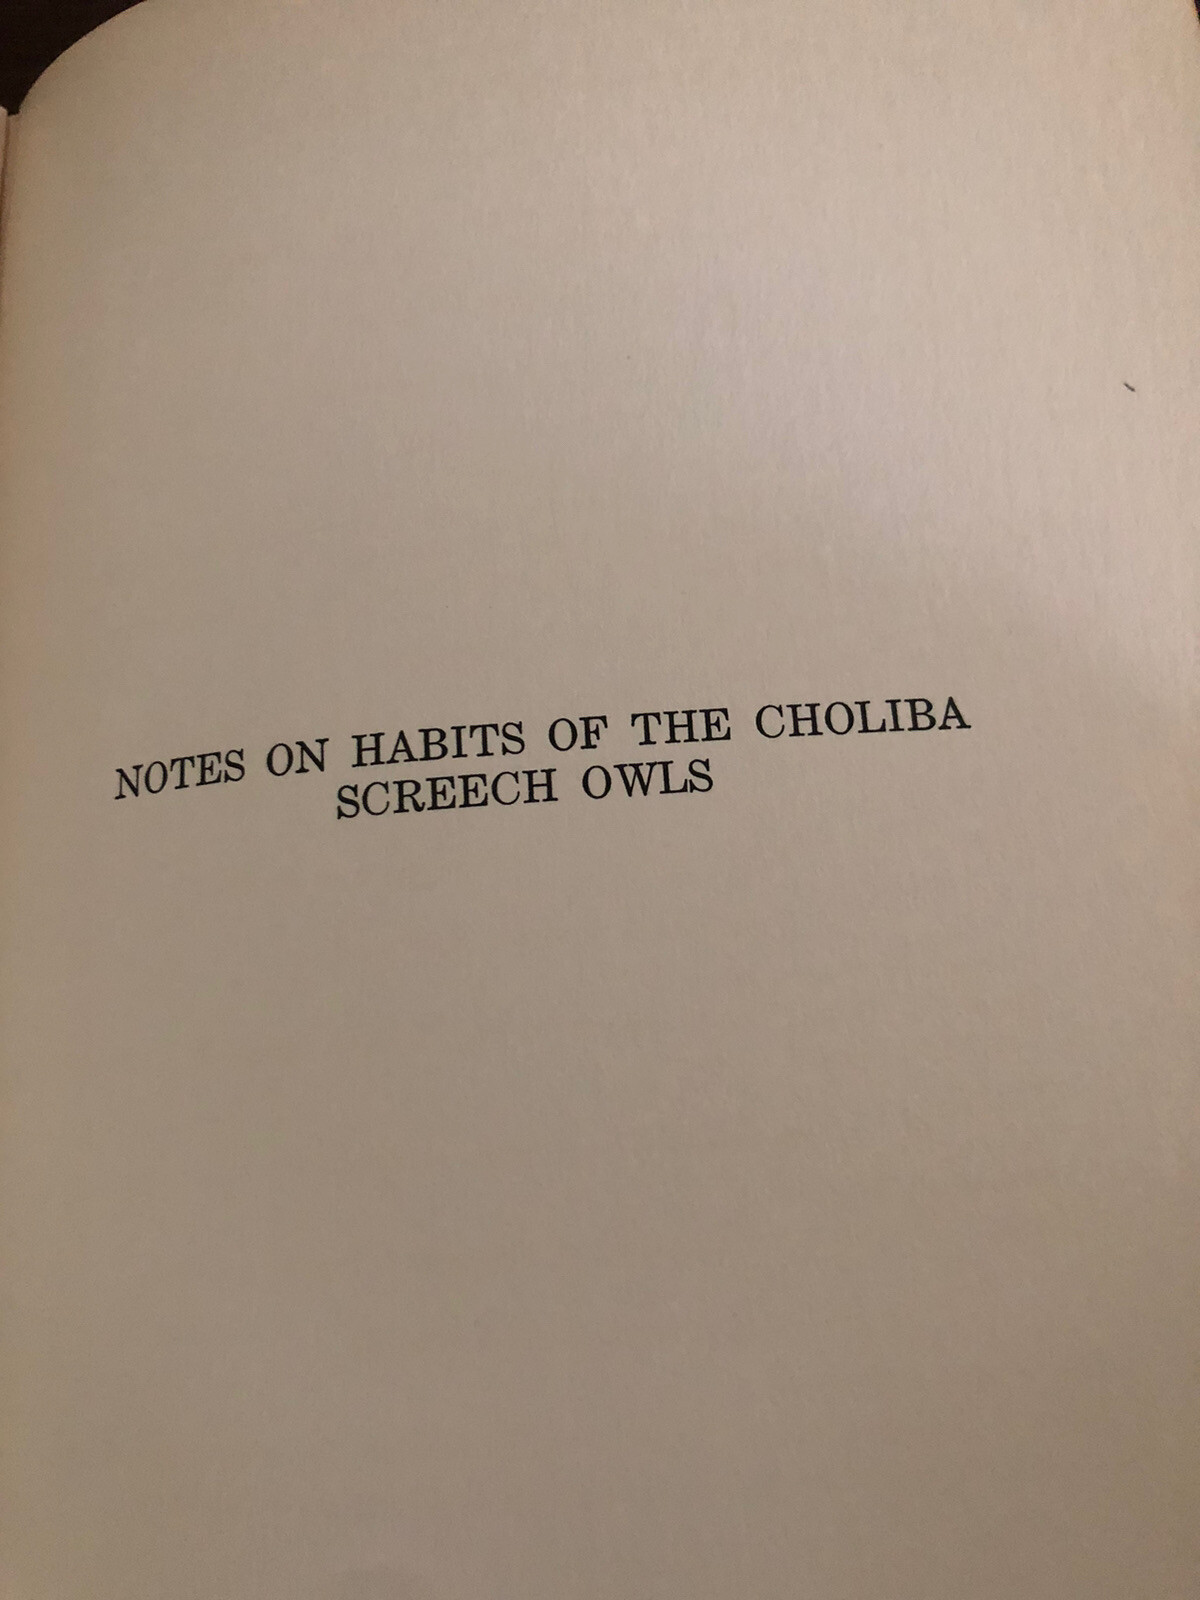 NOTES ON HABITS OF THE CHOLIBA
SCREECH OWLS